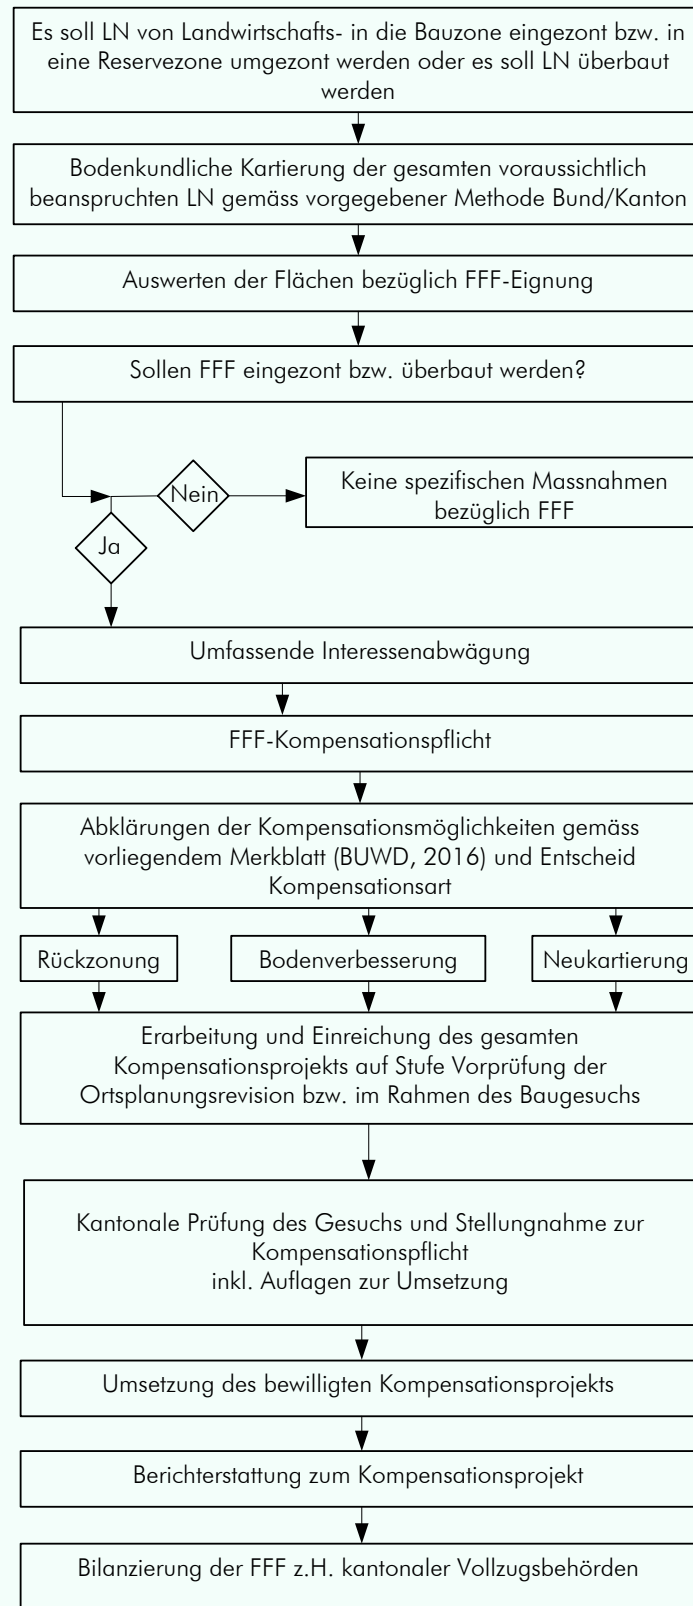 Es soll LN von Landwirtschafts- in die Bauzone eingezont bzw. in
eine Reservezone umgezont werden oder es soll LN überbaut
werden
Bodenkundliche Kartierung der gesamten voraussichtlich
beanspruchten LN gemäss vorgegebener Methode Bund/Kanton
Auswerten der Flächen bezüglich FFF-Eignung
Sollen FFF eingezont bzw. überbaut werden?
Nein
Keine spezifischen Massnahmen
bezüglich FFF
Ja
Umfassende Interessenabwägung
FFF-Kompensationspflicht
Abklärungen der Kompensationsmöglichkeiten gemäss
vorliegendem Merkblatt (BUWD, 2016) und Entscheid
Kompensationsart
Rückzonung
Bodenverbesserung
Neukartierung
Erarbeitung und Einreichung des gesamten
Kompensationsprojekts auf Stufe Vorprüfung der
Ortsplanungsrevision bzw. im Rahmen des Baugesuchs
Kantonale Prüfung des Gesuchs und Stellungnahme zur
Kompensationspflicht
inkl. Auflagen zur Umsetzung
Umsetzung des bewilligten Kompensationsprojekts
Berichterstattung zum Kompensationsprojekt
Bilanzierung der FFF z.H. kantonaler Vollzugsbehörden